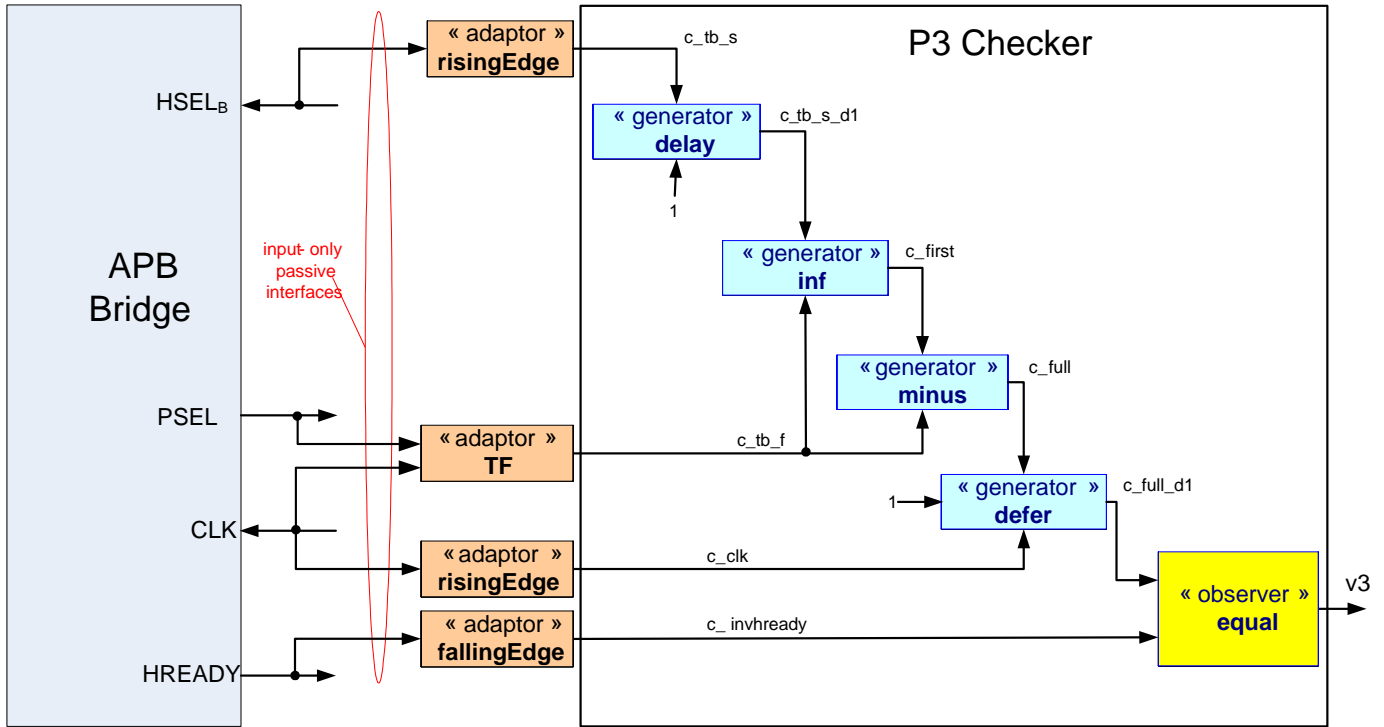 « adaptor »
risingEdge
c_tb_s
P3 Checker
HSELB
« generator »
delay
c_tb_s_d1
1
input- only
passive
interfaces
APB
Bridge
« generator »
inf
c_first
« generator »
minus
c_full
PSEL
« adaptor »
TF
c_tb_f
1
« generator »
defer
c_full_d1
CLK
« adaptor »
risingEdge
c_clk
« observer »
equal
v3
« adaptor »
fallingEdge
c_ invhready
HREADY